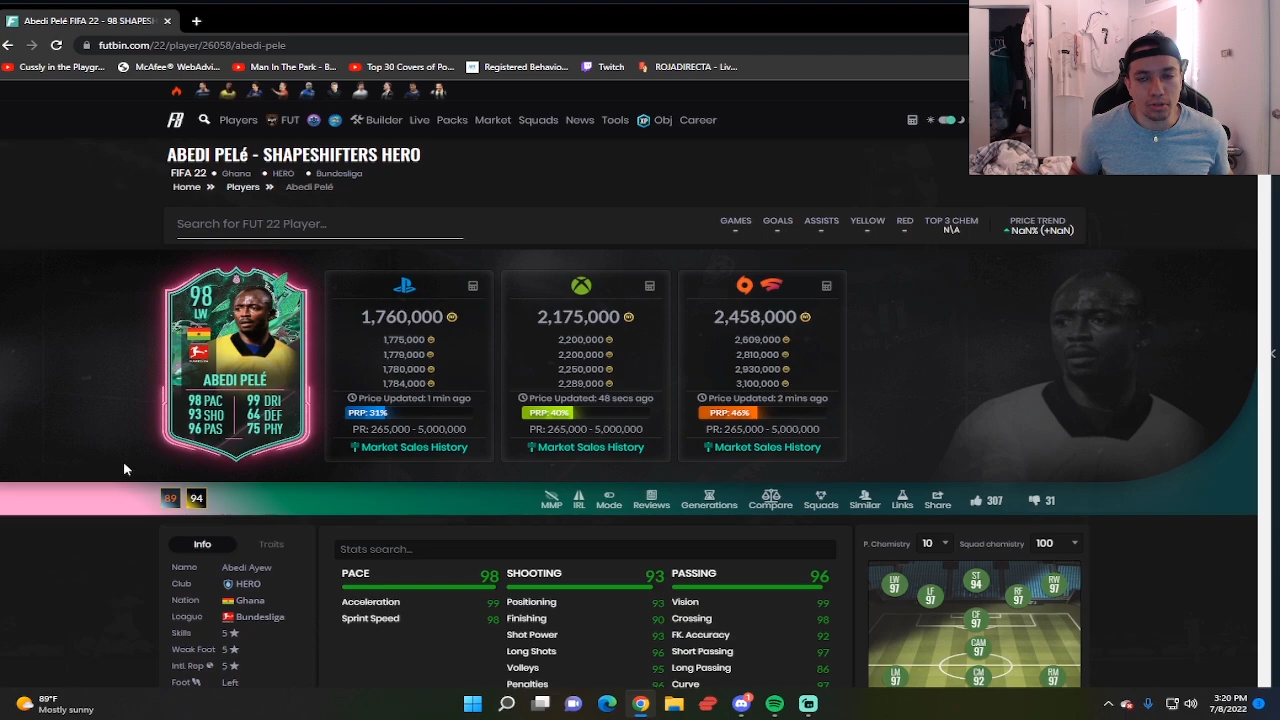 Abedi Pelé FIFA 22 - 98 SHAPESH
futbin.com/22/player/26058/abedi-pele
Cussly in the Playgr...
McAfee® WebAdvi...
Man In The Park - B...
Top 30 Covers of Po...
Registered Behavio...
Twitch
ROJADIRECTA - Liv...
Players
FUT
Builder
Live
Packs
Market
Squads
News
Tools
Obj
Career
ABEDI PELé - SHAPESHIFTERS HERO
FIFA 22 • Ghana • HERO • Bundesliga
Home » Players » Abedi Pelé
Search for FUT 22 Player...
GAMES GOALS ASSISTS YELLOW RED TOP 3 CHEM PRICE TREND
- - - - - N\A NaN% (+NaN)
98
LW
ABEDI PELÉ
98 PAC 99 DRI
93 SHO 64 DEF
96 PAS 75 PHY
1,760,000
1,775,000
1,779,000
1,780,000
1,784,000
Price Updated: 1 min ago
PRP: 31%
PR: 265,000 - 5,000,000
Market Sales History
2,175,000
2,200,000
2,200,000
2,250,000
2,289,000
Price Updated: 48 secs ago
PRP: 40%
PR: 265,000 - 5,000,000
Market Sales History
2,458,000
2,609,000
2,810,000
2,930,000
3,100,000
Price Updated: 2 mins ago
PRP: 46%
PR: 265,000 - 5,000,000
Market Sales History
89 94
MMP IRL Mode Reviews Generations Compare Squads Similar Links Share 307 31
Info Traits
Name Abedi Ayew
Club HERO
Nation Ghana
League Bundesliga
Skills 5★
Weak Foot 5★
Intl. Rep 5★
Foot Left
Stats search...
PACE 98
Acceleration 99
Sprint Speed 98
SHOOTING 93
Positioning 93
Finishing 90
Shot Power 93
Long Shots 96
Volleys 95
Penalties 96
PASSING 96
Vision 99
Crossing 98
FK. Accuracy 92
Short Passing 97
Long Passing 86
Curve 97
P. Chemistry 10 Squad chemistry 100
LW 97
LF 97
ST 94
RF 97
RW 97
CF 97
CAM 97
LM 97
CM 92
RM 97
89°F
Mostly sunny
3:20 PM
7/8/2022